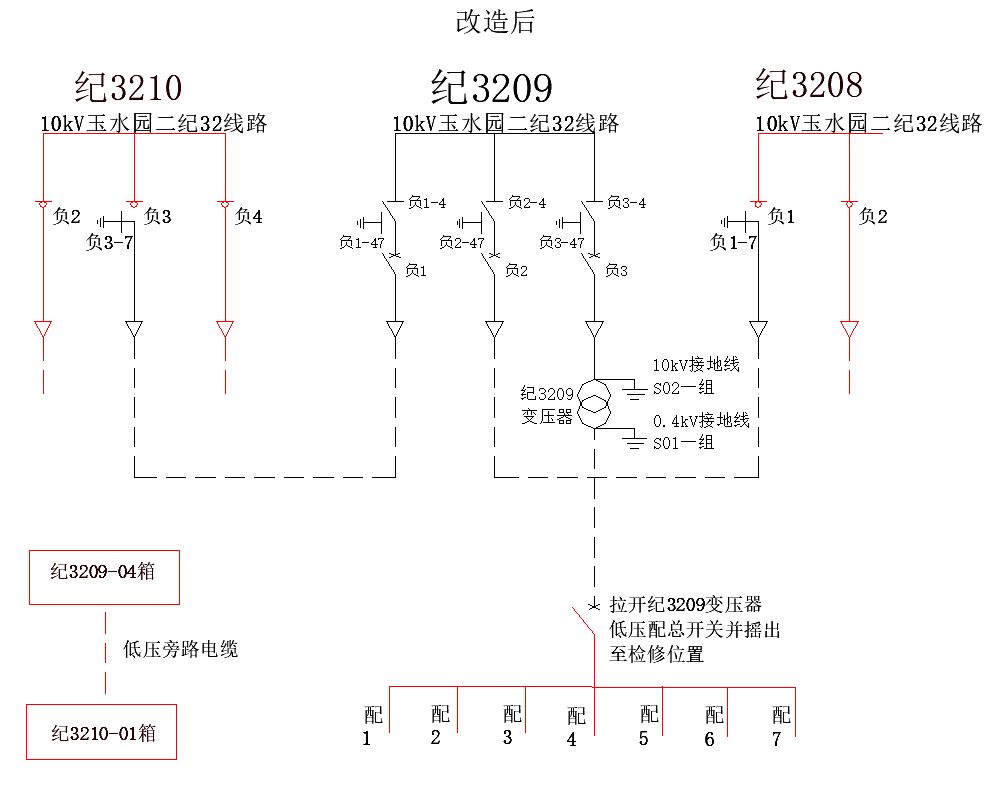 改造后
纪3210
纪3209
纪3208
10kV玉水园二纪32线路
10kV玉水园二纪32线路
10kV玉水园二纪32线路
负2
负3
负4
负3-7
负1-4
负2-4
负3-4
负1-47
负2-47
负3-47
负1
负2
负3
负1
负2
负1-7
纪3209
变压器
10kV接地线
S02一组
0.4kV接地线
S01一组
纪3209-04箱
低压旁路电缆
纪3210-01箱
拉开纪3209变压器
低压配总开关并摇出
至检修位置
配
1
配
2
配
3
配
4
配
5
配
6
配
7